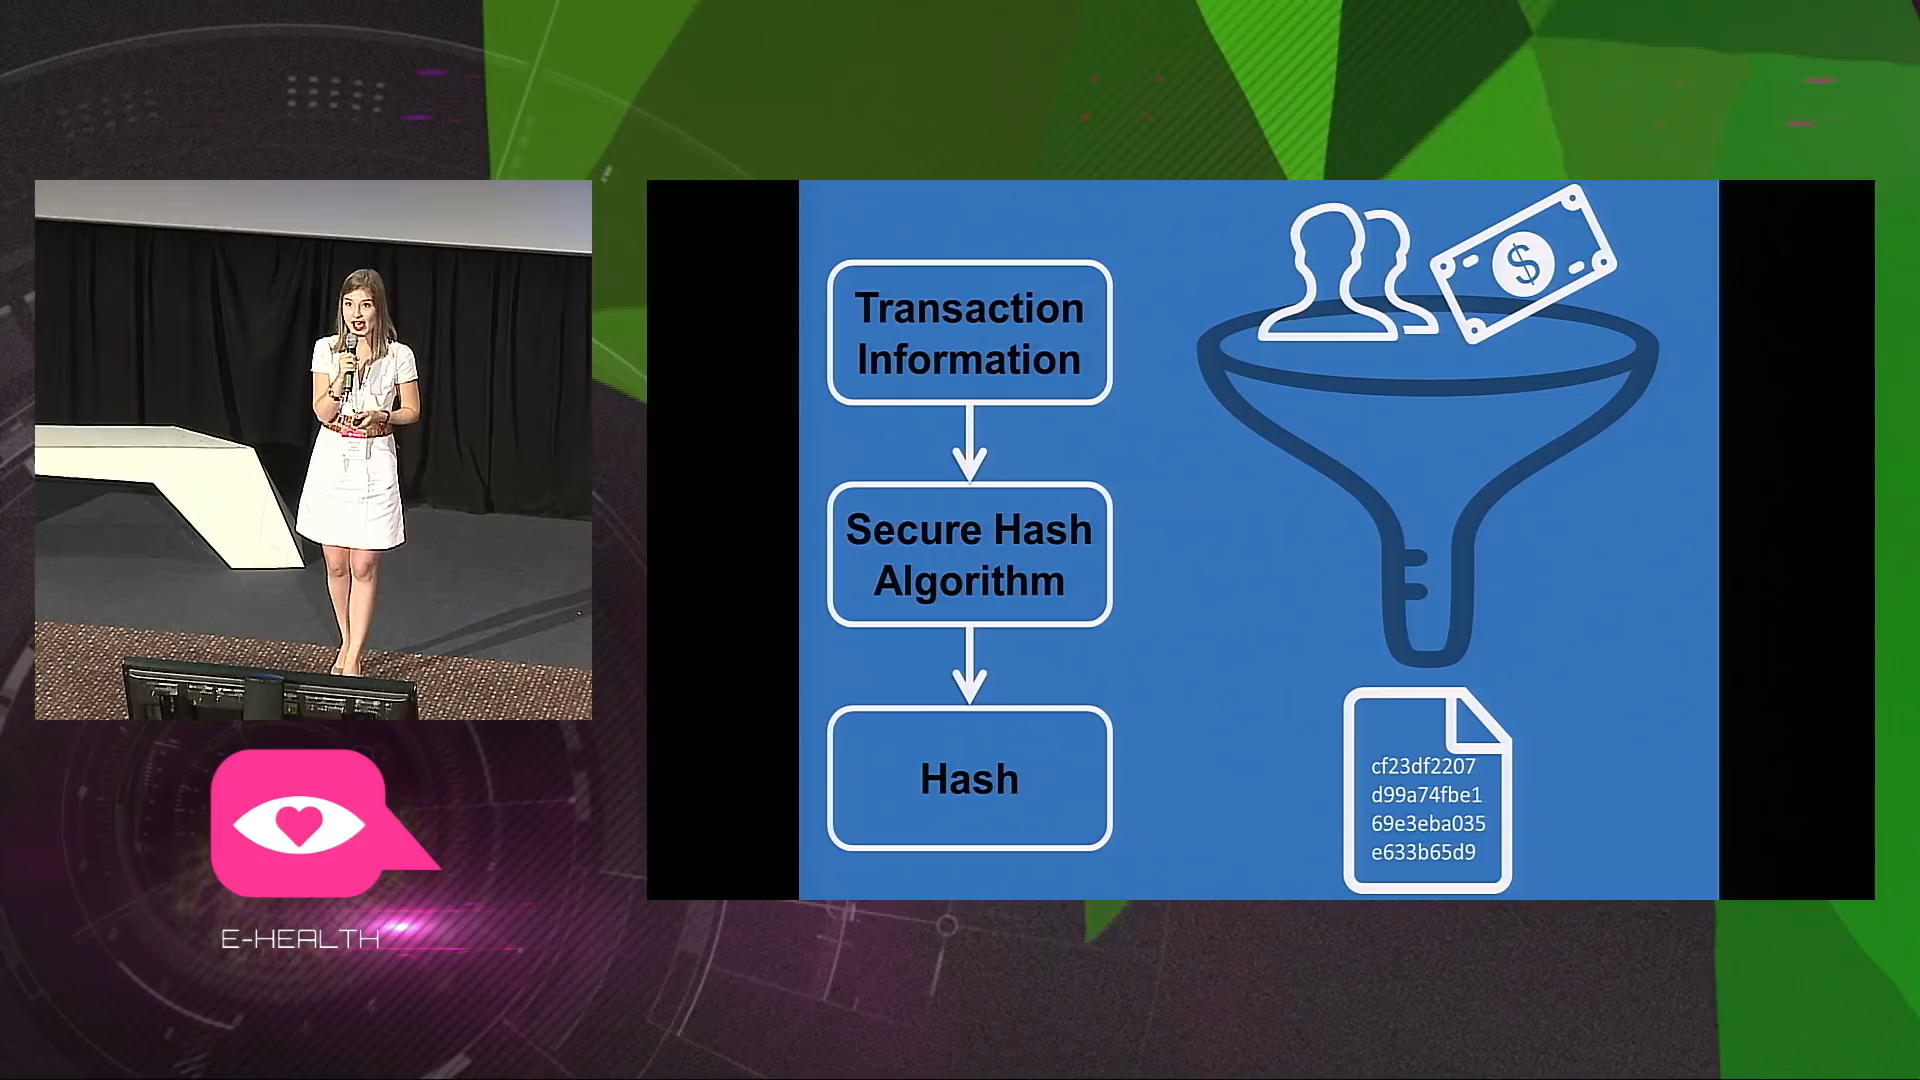 Transaction
Information
Secure Hash
Algorithm
Hash
$
cf23df2207
d99a74fbe1
69e3eba035
e633b65d9
E-HEALTH